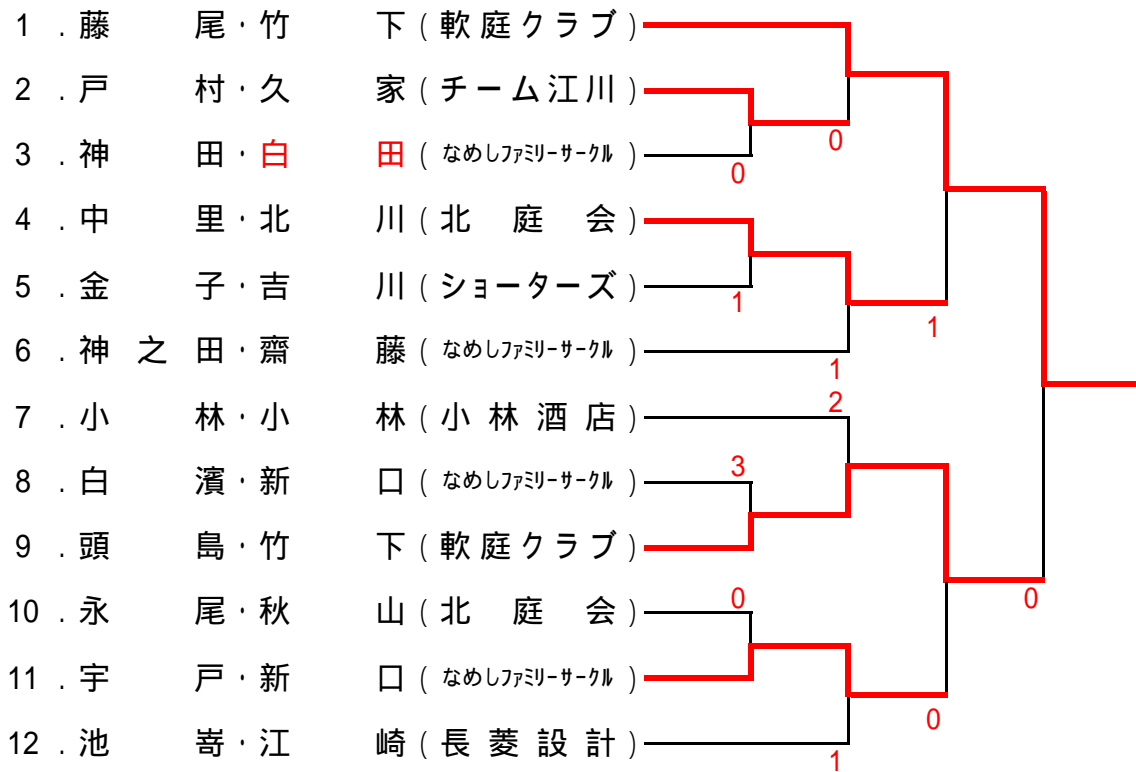 1 . 藤 尾 · 竹 下 ( 軟庭クラブ )
2 . 戸 村 · 久 家 ( チーム江川 )
0
3 . 神 田 · 白 田 ( なめしファミリーサークル )
0
4 . 中 里 · 北 川 ( 北 庭 会 )
5 . 金 子 · 吉 川 ( ショーターズ )
1
1
6 . 神 之 田 · 齋 藤 ( なめしファミリーサークル )
1
2
7 . 小 林 · 小 林 ( 小 林 酒 店 )
3
8 . 白 濱 · 新 口 ( なめしファミリーサークル )
9 . 頭 島 · 竹 下 ( 軟庭クラブ )
0
0
10 . 永 尾 · 秋 山 ( 北 庭 会 )
11 . 宇 戸 · 新 口 ( なめしファミリーサークル )
0
12 . 池 嵜 · 江 崎 ( 長 菱 設 計 )
1